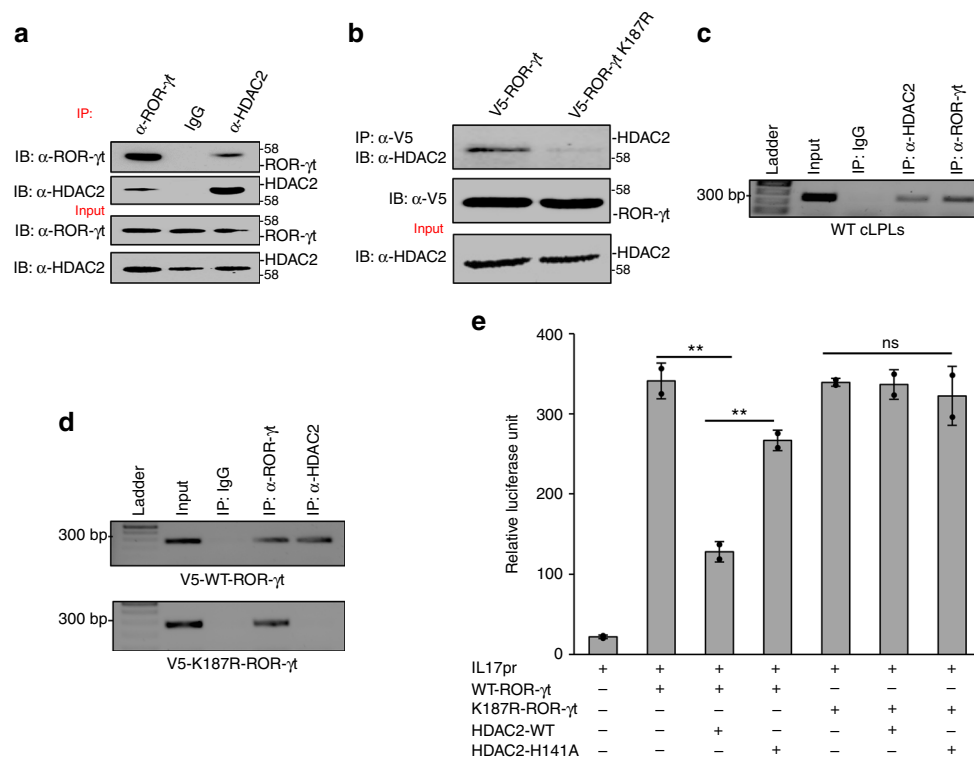 a
IP:
α-ROR-γt
IgG
α-HDAC2
IB: α-ROR-γt
58
ROR-γt
IB: α-HDAC2
HDAC2
58
Input
IB: α-ROR-γt
58
ROR-γt
IB: α-HDAC2
HDAC2
58
b
V5-ROR-γt
V5-ROR-γt K187R
IP: α-V5
IB: α-HDAC2
HDAC2
58
IB: α-V5
58
ROR-γt
Input
IB: α-HDAC2
HDAC2
58
c
Ladder
Input
IP: IgG
IP: α-HDAC2
IP: α-ROR-γt
300 bp
WT cLPLs
d
Ladder
Input
IP: IgG
IP: α-ROR-γt
IP: α-HDAC2
300 bp
V5-WT-ROR-γt
300 bp
V5-K187R-ROR-γt
e
Relative luciferase unit
400
300
200
100
0
**
**
ns
IL17pr + + + + + + +
WT-ROR-γt – + + + – – –
K187R-ROR-γt – – – – + + +
HDAC2-WT – – + – – + –
HDAC2-H141A – – – + – – +